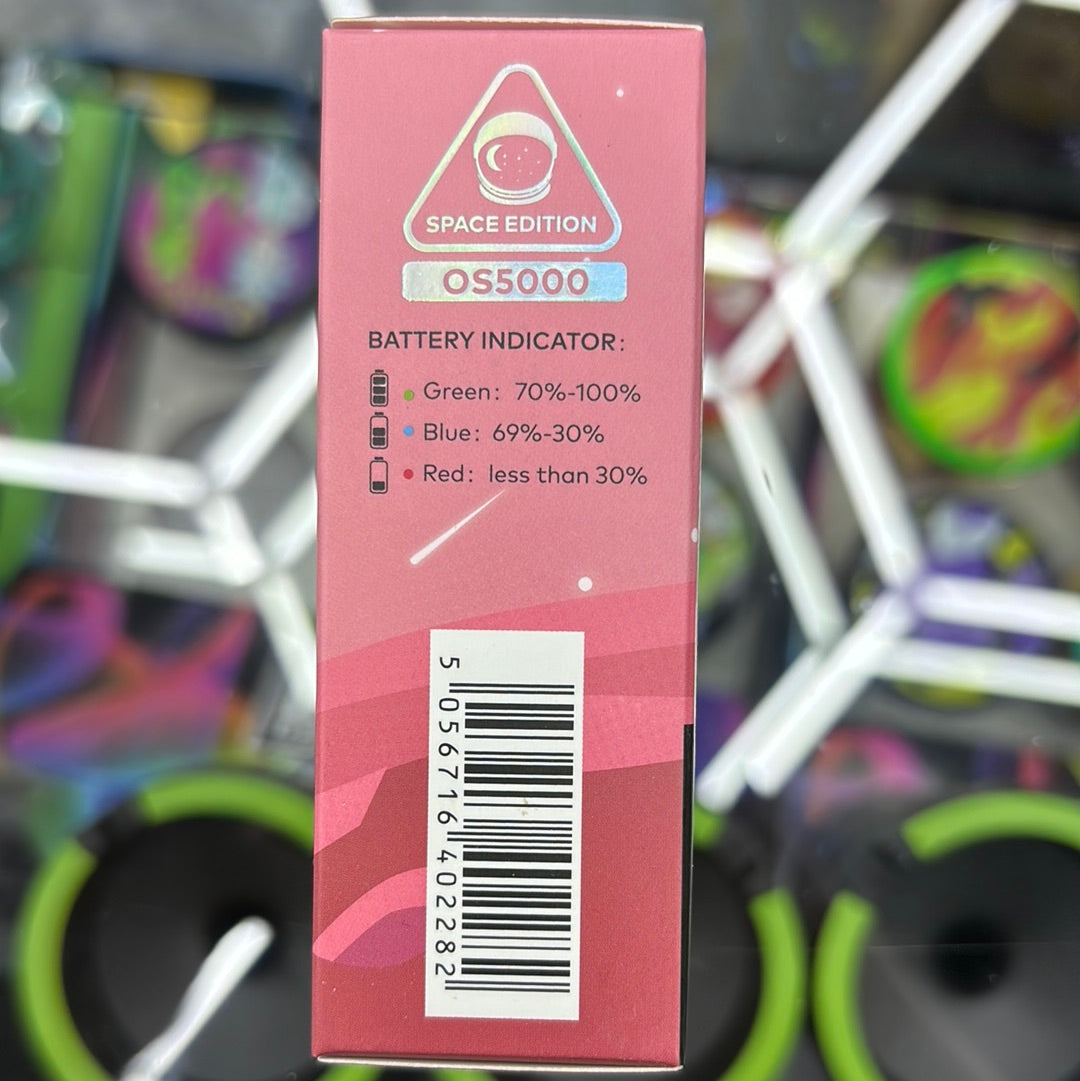 SPACE EDITION
OS5000
BATTERY INDICATOR:
Green: 70%-100%
Blue: 69%-30%
Red: less than 30%
5 056716 402282